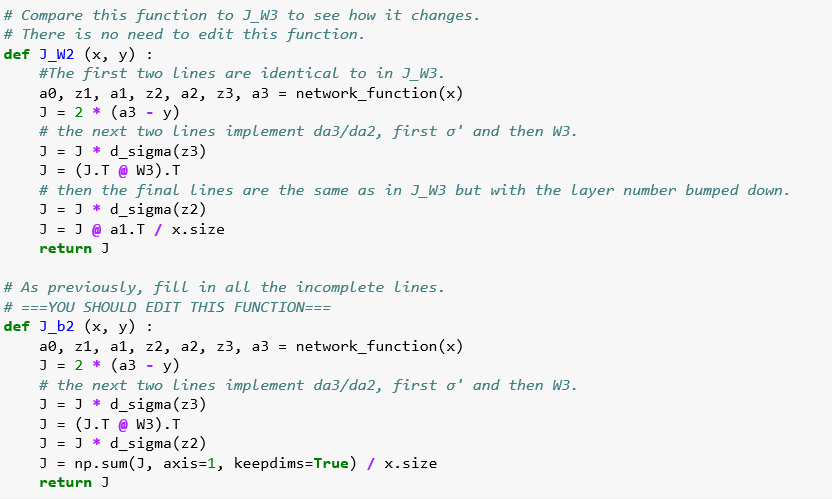 # Compare this function to J_W3 to see how it changes.
# There is no need to edit this function.
def J_W2 (x, y) :
    #The first two lines are identical to in J_W3.
    a0, z1, a1, z2, a2, z3, a3 = network_function(x)
    J = 2 * (a3 - y)
    # the next two lines implement da3/da2, first σ' and then W3.
    J = J * d_sigma(z3)
    J = (J.T @ W3).T
    # then the final lines are the same as in J_W3 but with the layer number bumped down.
    J = J * d_sigma(z2)
    J = J @ a1.T / x.size
    return J

# As previously, fill in all the incomplete lines.
# ===YOU SHOULD EDIT THIS FUNCTION===
def J_b2 (x, y) :
    a0, z1, a1, z2, a2, z3, a3 = network_function(x)
    J = 2 * (a3 - y)
    # the next two lines implement da3/da2, first σ' and then W3.
    J = J * d_sigma(z3)
    J = (J.T @ W3).T
    J = J * d_sigma(z2)
    J = np.sum(J, axis=1, keepdims=True) / x.size
    return J